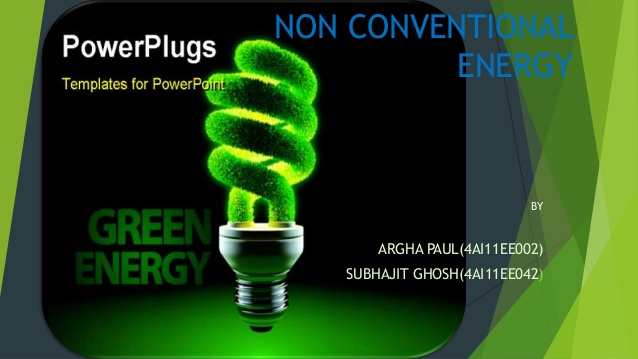 NON CONVENTIONAL
ENERGY
PowerPlugs
Templates for PowerPoint
GREEN
ENERGY
BY
ARGHA PAUL(4AI11EE002)
SUBHAJIT GHOSH(4AI11EE042)